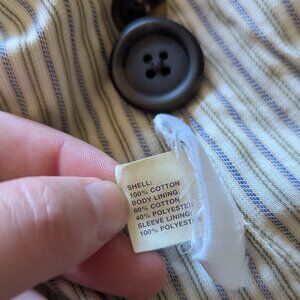 SHELL:
100% COTTON
BODY LINING:
60% COTTON
40% POLYESTER
SLEEVE LINING:
100% POLYESTER